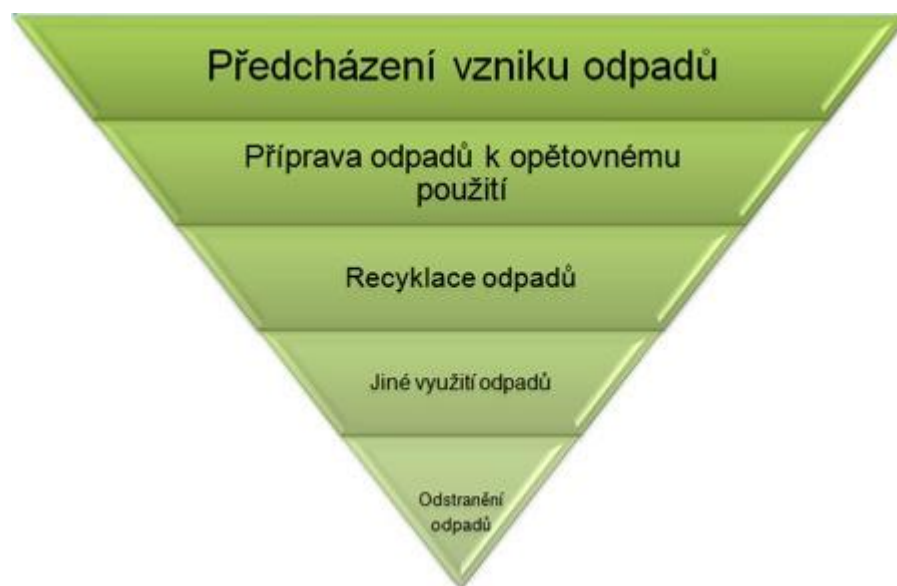 Předcházení vzniku odpadů
Příprava odpadů k opětovnému
použití
Recyklace odpadů
Jiné využití odpadů
Odstranění
odpadů